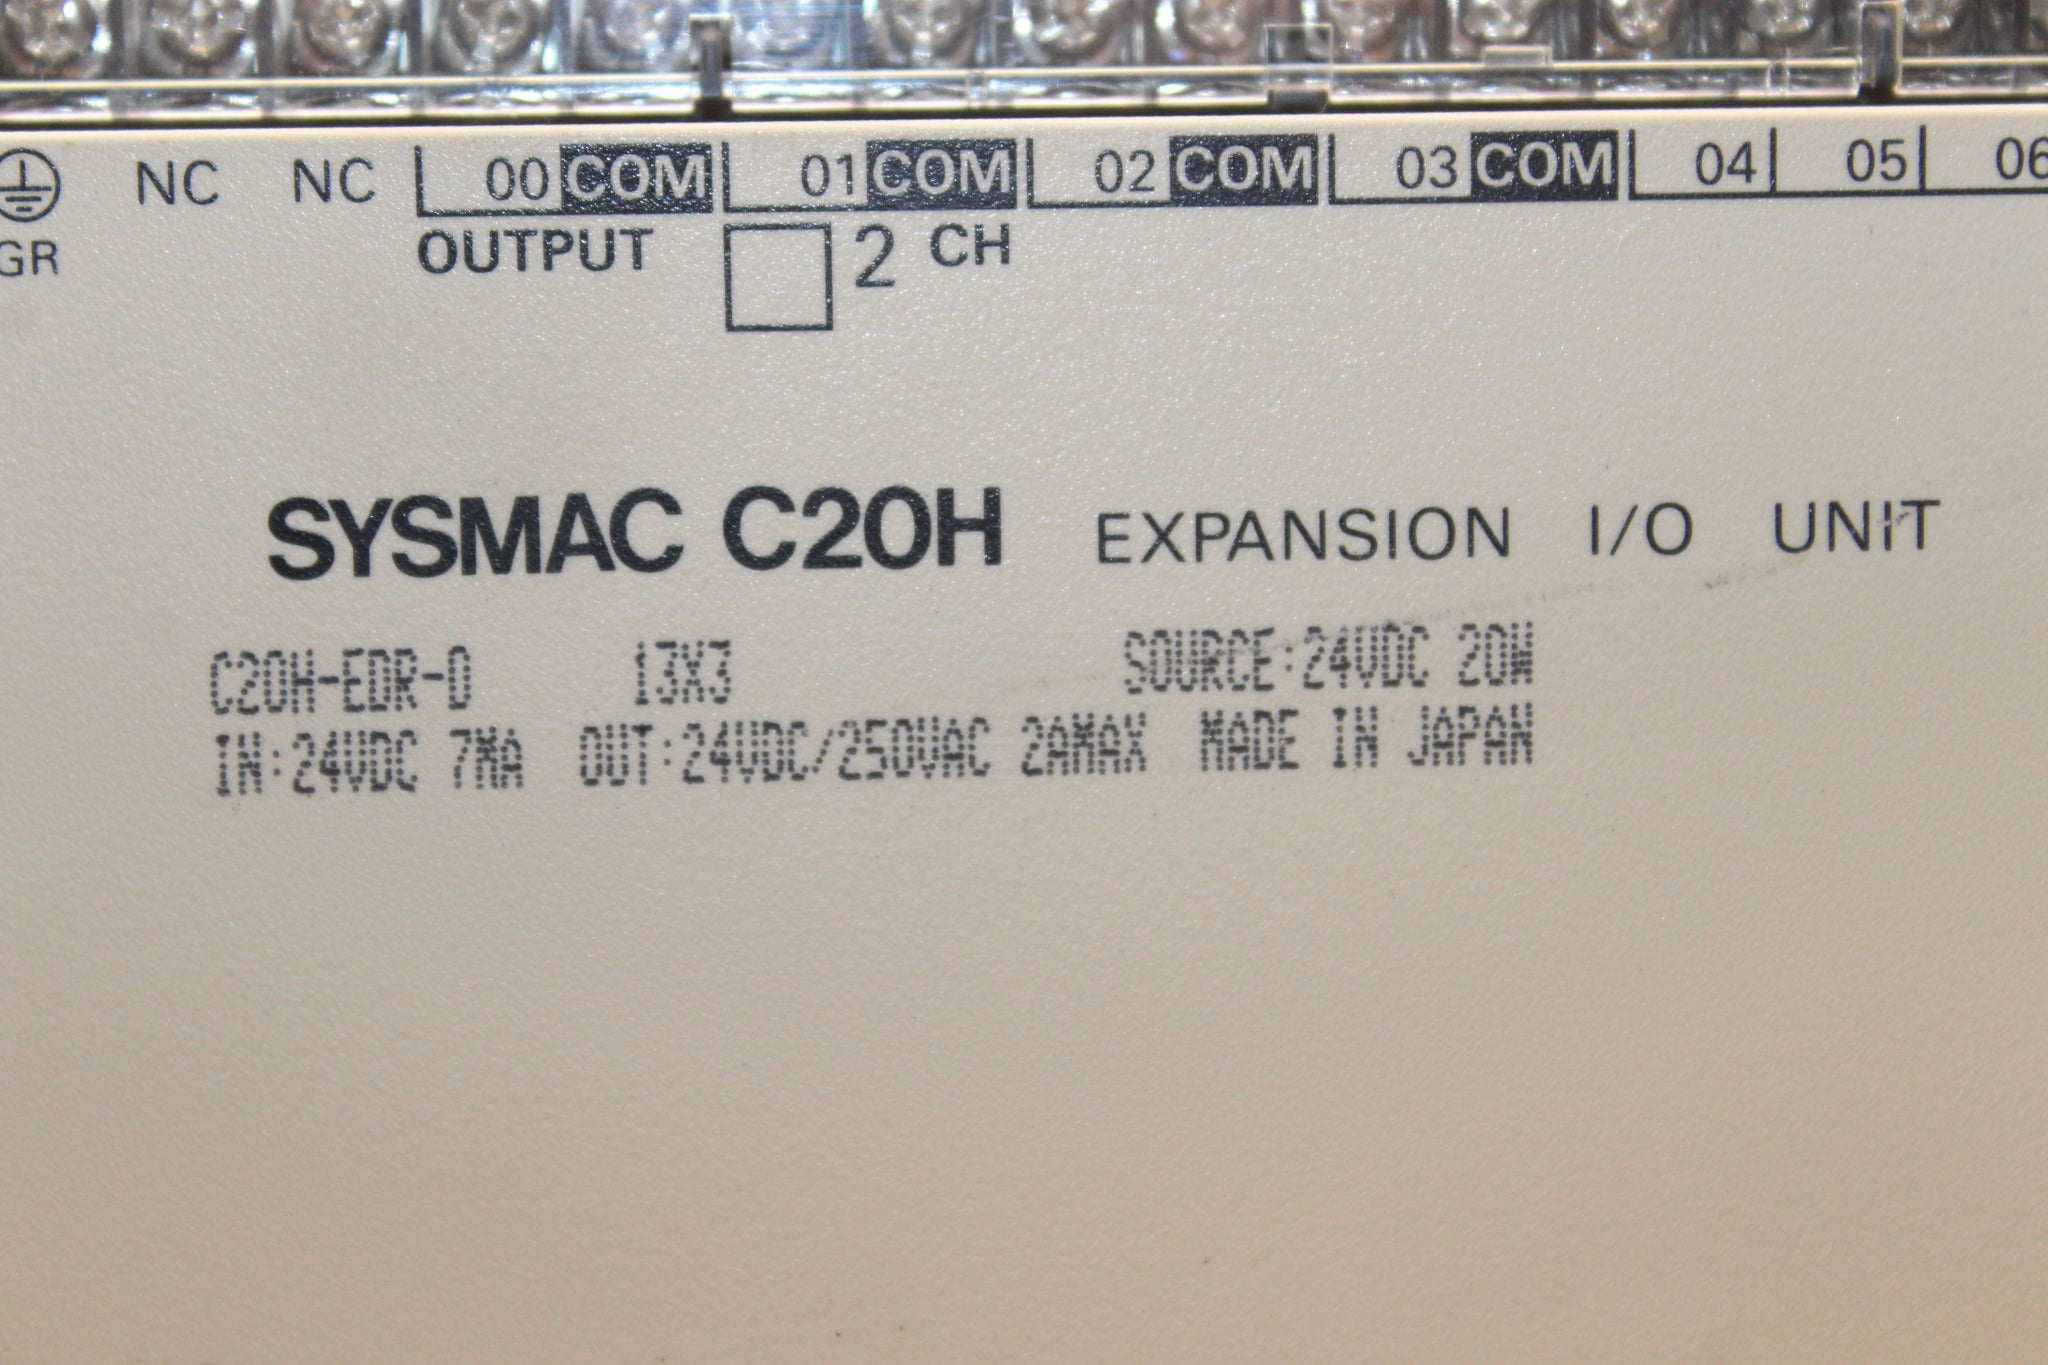 NC NC 00 COM 01 COM 02 COM 03 COM 04 05 06
GR OUTPUT 2 CH
SYSMAC C20H EXPANSION I/O UNIT
C20H-EDR-D 13X3 SOURCE:24VDC 20W
IN:24VDC 7MA OUT:24VDC/250VAC 2AMAX MADE IN JAPAN